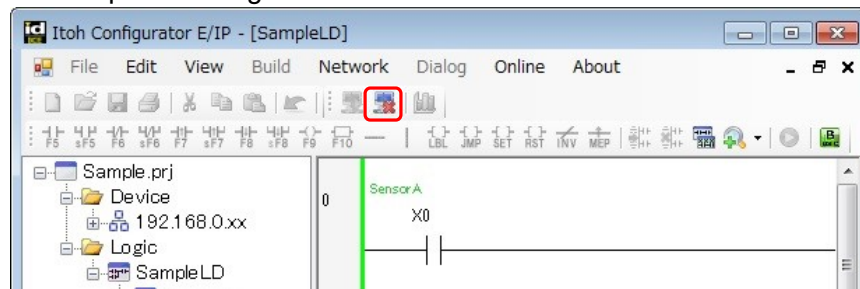 Itoh Configurator E/IP - [SampleLD]
File Edit View Build Network Dialog Online About
F5 sF5 F6 sF6 F7 sF7 F8 sF8 F9 F10 LBL JMP SET RST INV MEP
Sample.prj
Device
192.168.0.xx
Logic
SampleLD
0
SensorA
X0